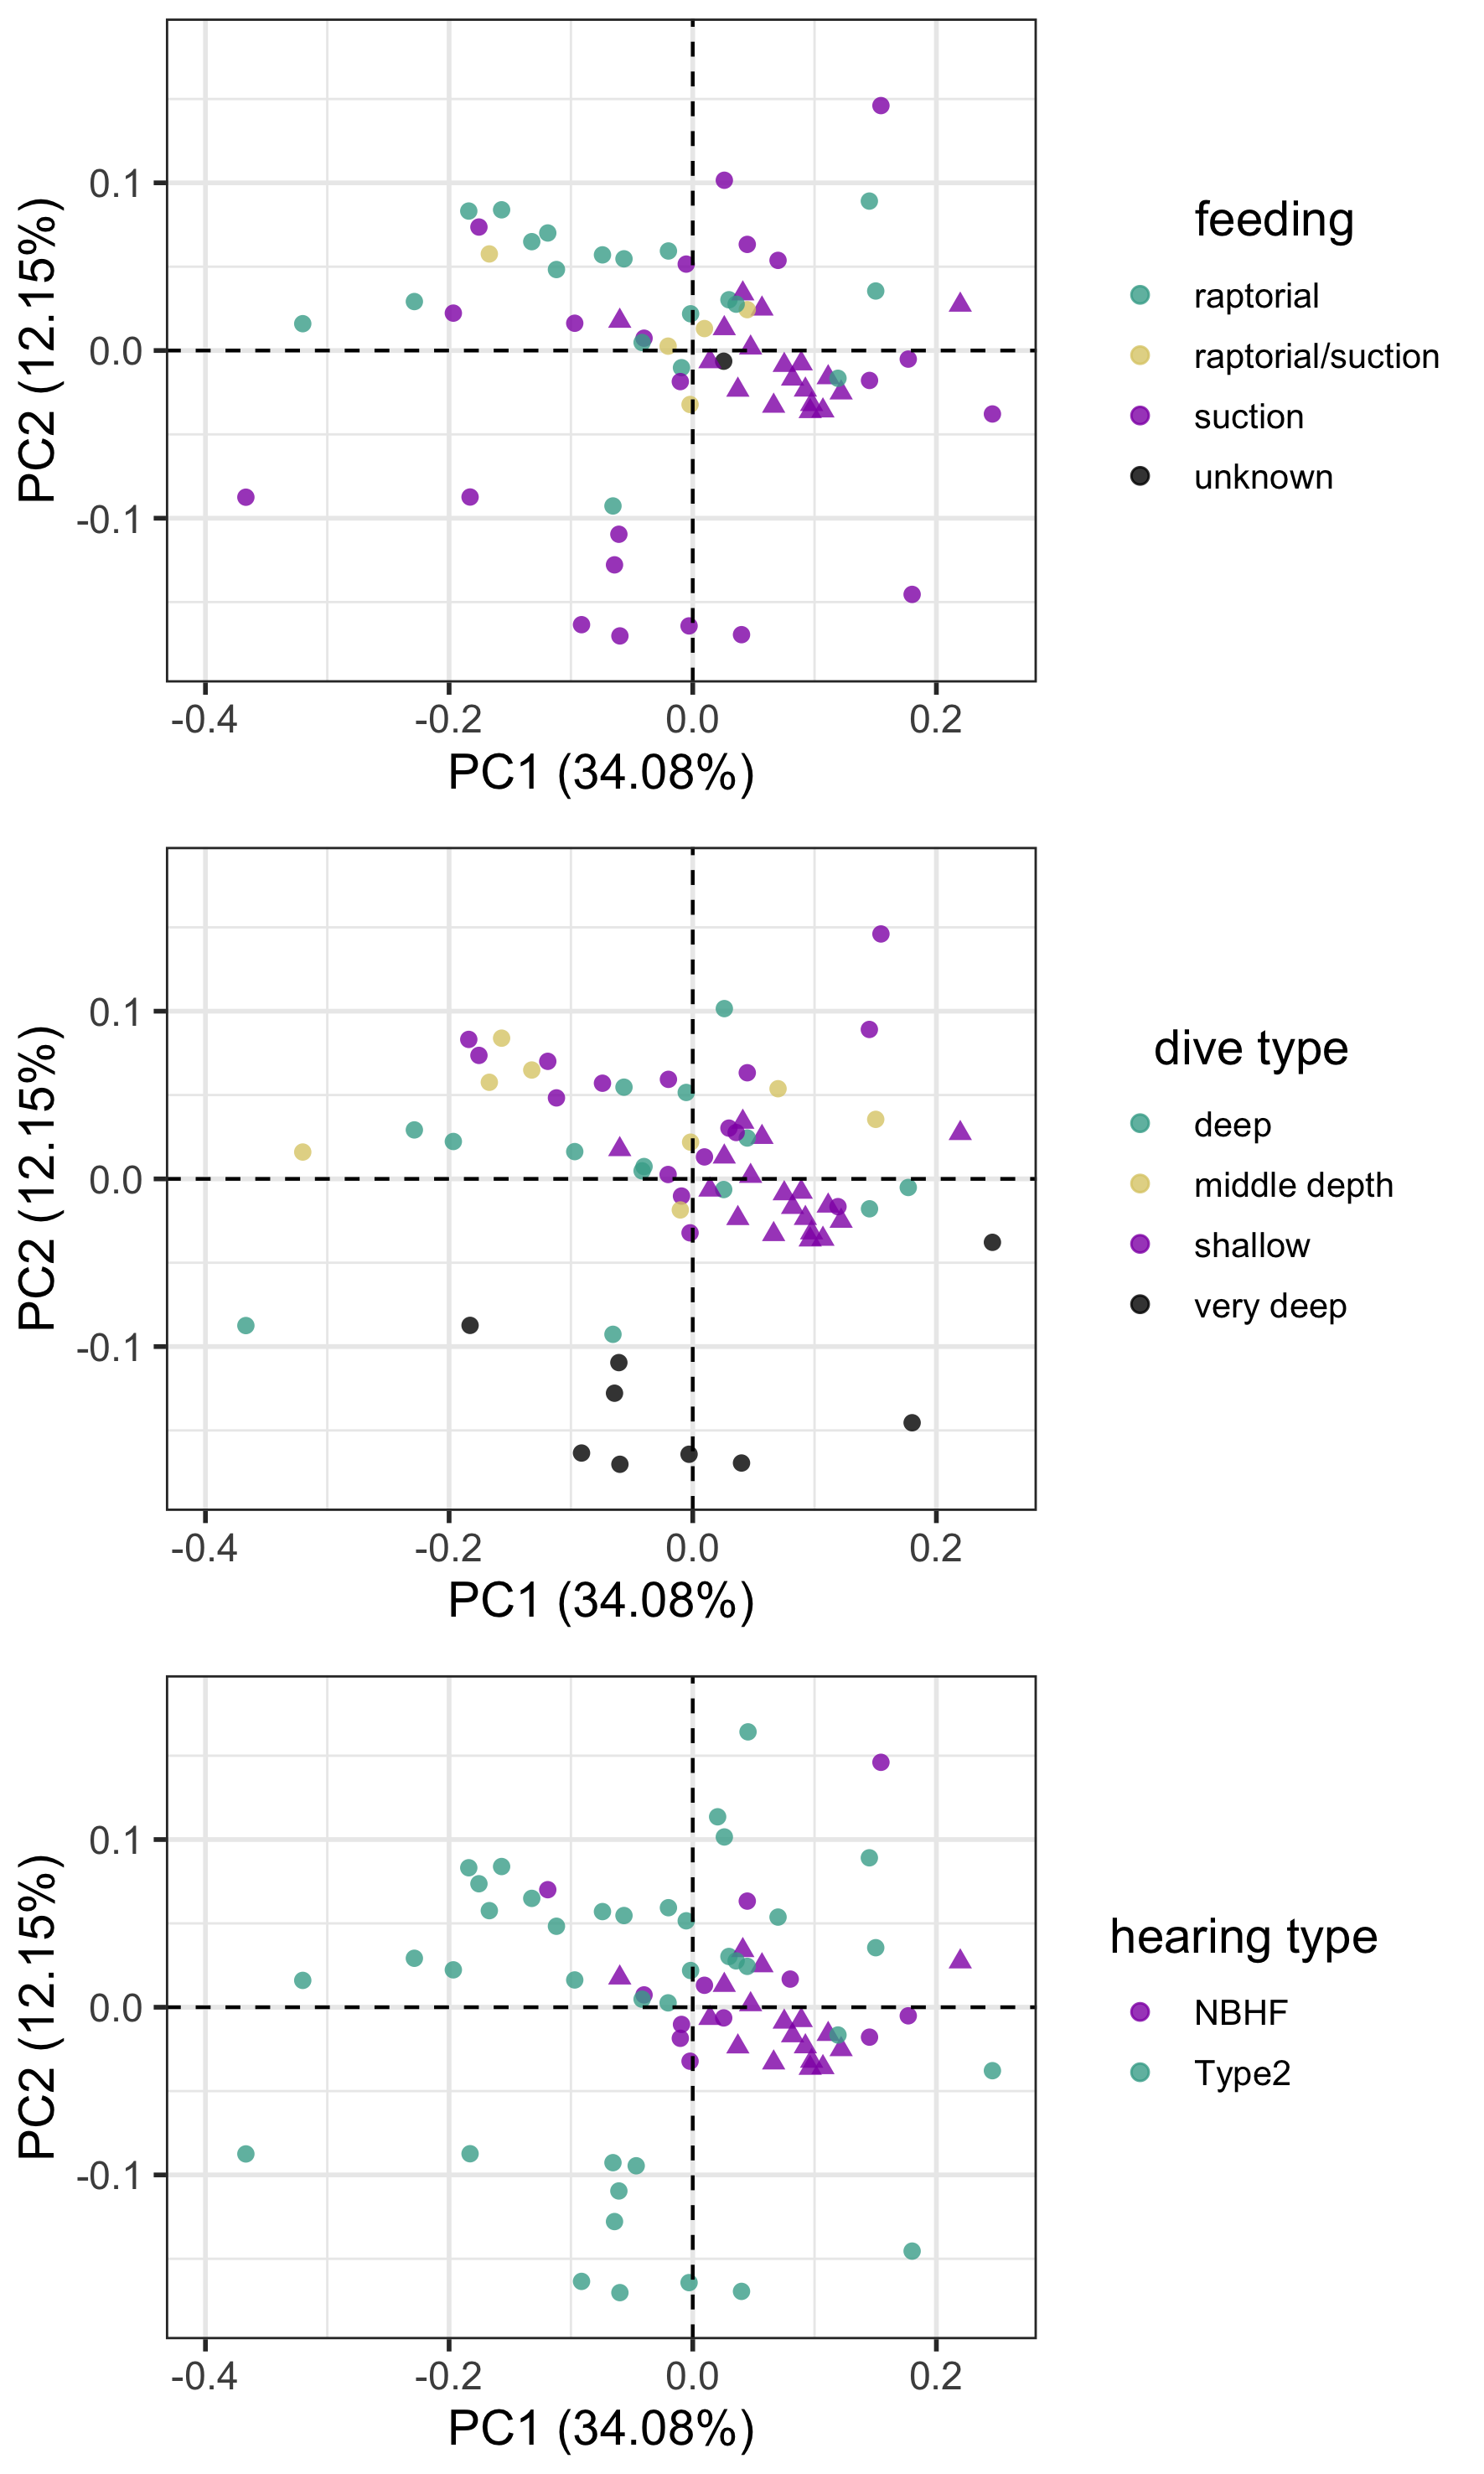 0.1
0.0
-0.1
PC2 (12.15%)
-0.4 -0.2 0.0 0.2
PC1 (34.08%)
feeding
raptorial
raptorial/suction
suction
unknown
0.1
0.0
-0.1
PC2 (12.15%)
-0.4 -0.2 0.0 0.2
PC1 (34.08%)
dive type
deep
middle depth
shallow
very deep
0.1
0.0
-0.1
PC2 (12.15%)
-0.4 -0.2 0.0 0.2
PC1 (34.08%)
hearing type
NBHF
Type2